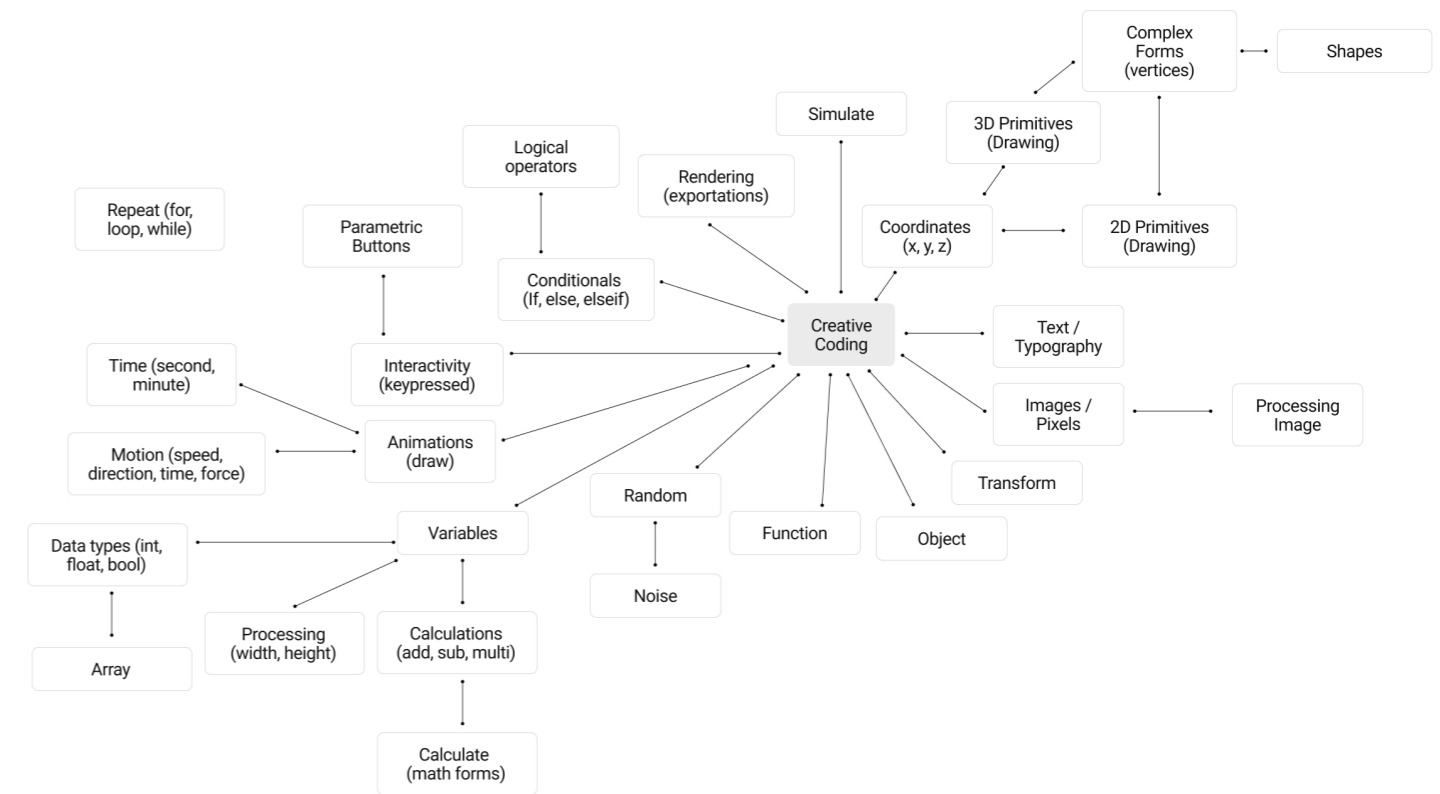 Complex
Forms
(vertices)
Shapes
Simulate
3D Primitives
(Drawing)
Logical
operators
Rendering
(exportations)
Repeat (for,
loop, while)
Parametric
Buttons
Coordinates
(x, y, z)
2D Primitives
(Drawing)
Conditionals
(If, else, elseif)
Creative
Coding
Text /
Typography
Time (second,
minute)
Interactivity
(keypressed)
Images /
Pixels
Processing
Image
Motion (speed,
direction, time, force)
Animations
(draw)
Transform
Random
Function
Object
Variables
Data types (int,
float, bool)
Noise
Processing
(width, height)
Calculations
(add, sub, multi)
Array
Calculate
(math forms)